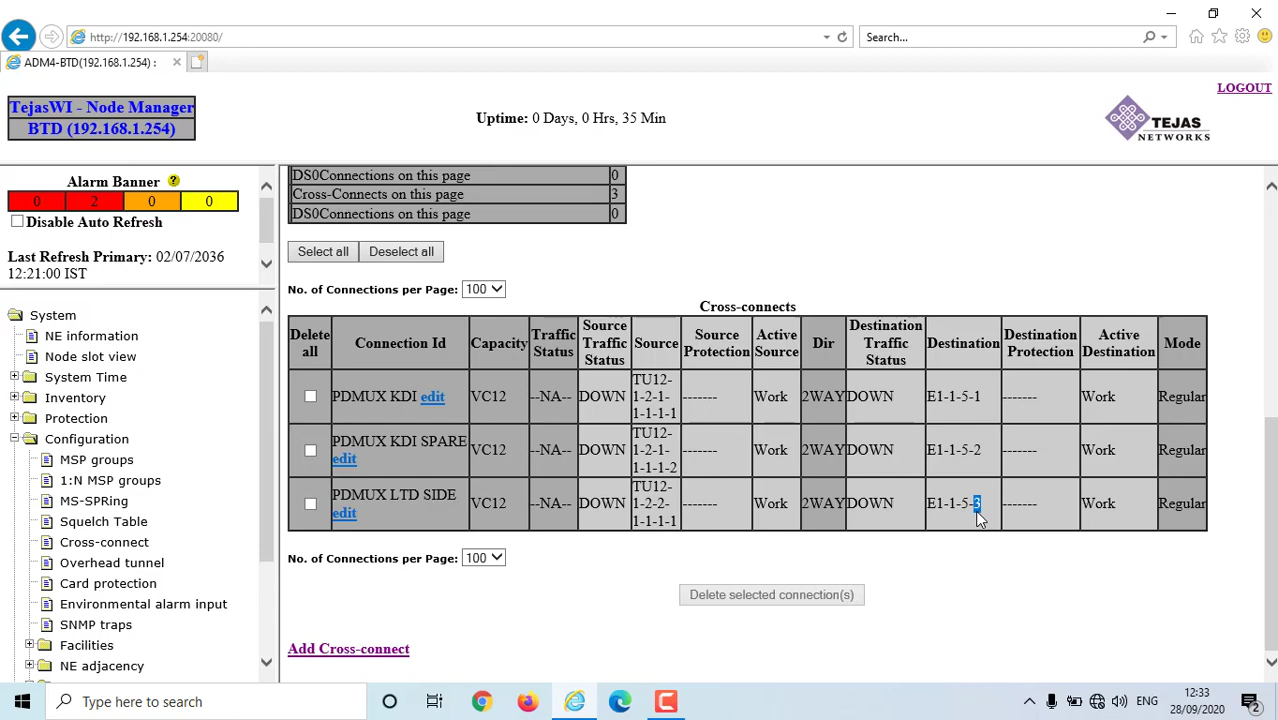 http://192.168.1.254:20080/
Search...
ADM4-BTD(192.168.1.254) :
LOGOUT
TejasWI - Node Manager
BTD (192.168.1.254)
Uptime: 0 Days, 0 Hrs, 35 Min
TEJAS
NETWORKS
Alarm Banner ?
0 2 0 0
Disable Auto Refresh
Last Refresh Primary: 02/07/2036
12:21:00 IST
System
NE information
Node slot view
System Time
Inventory
Protection
Configuration
MSP groups
1:N MSP groups
MS-SPRing
Squelch Table
Cross-connect
Overhead tunnel
Card protection
Environmental alarm input
SNMP traps
Facilities
NE adjacency
DS0Connections on this page 0
Cross-Connects on this page 3
DS0Connections on this page 0
Select all Deselect all
No. of Connections per Page: 100
Cross-connects
Delete all Connection Id Capacity Traffic Status Source Traffic Status Source Source Protection Active Source Dir Destination Traffic Status Destination Destination Protection Active Destination Mode
PDMUX KDI edit VC12 --NA-- DOWN TU12-1-2-1-1-1-1-1 ------- Work 2WAY DOWN E1-1-5-1 ------- Work Regular
PDMUX KDI SPARE edit VC12 --NA-- DOWN TU12-1-2-1-1-1-1-2 ------- Work 2WAY DOWN E1-1-5-2 ------- Work Regular
PDMUX LTD SIDE edit VC12 --NA-- DOWN TU12-1-2-2-1-1-1-1 ------- Work 2WAY DOWN E1-1-5-3 ------- Work Regular
No. of Connections per Page: 100
Delete selected connection(s)
Add Cross-connect
Type here to search
ENG
12:33
28/09/2020
2